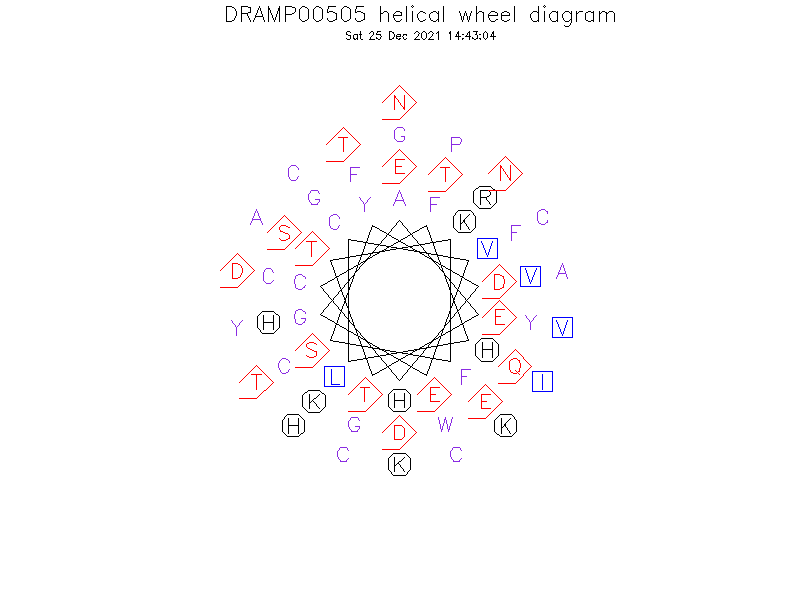 DRAMP00505 helical wheel diagram
Sat 25 Dec 2021 14:43:04
N
G
T P
E
C F T N
G Y A F R
A C K C
S T F
V
D C C D V A
Y H G E Y V
S H
T C L F Q I
K T H E E
H G D W K
C K C